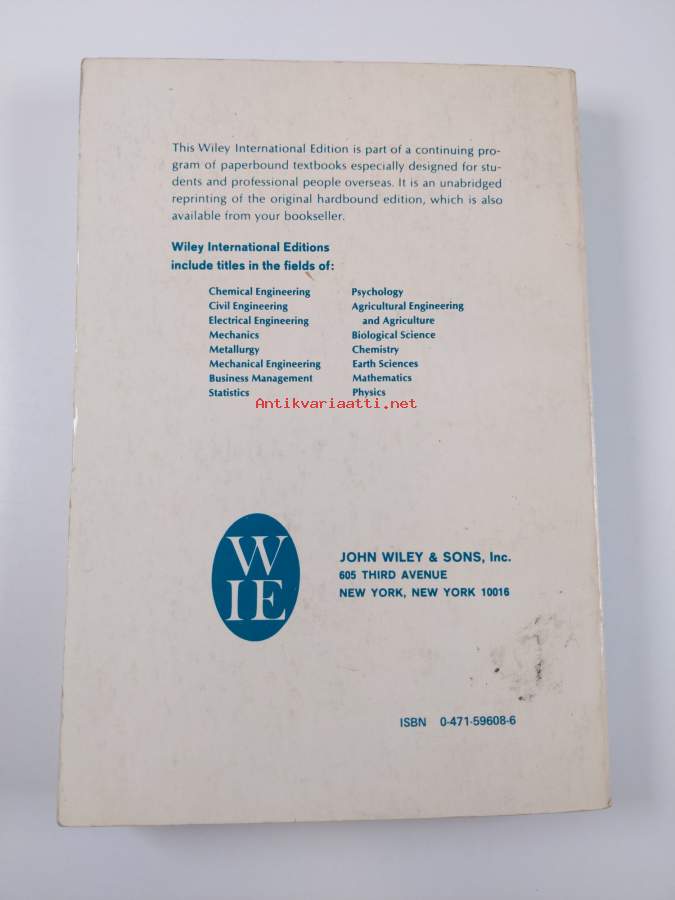 This Wiley International Edition is part of a continuing pro-
gram of paperbound textbooks especially designed for stu-
dents and professional people overseas. It is an unabridged
reprinting of the original hardbound edition, which is also
available from your bookseller.
Wiley International Editions
include titles in the fields of:
Chemical Engineering
Civil Engineering
Electrical Engineering
Mechanics
Metallurgy
Mechanical Engineering
Business Management
Statistics
Psychology
Agricultural Engineering
and Agriculture
Biological Science
Chemistry
Earth Sciences
Mathematics
Physics
Antikvariaatti.net
W
IE
JOHN WILEY & SONS, Inc.
605 THIRD AVENUE
NEW YORK, NEW YORK 10016
ISBN 0-471-59608-6